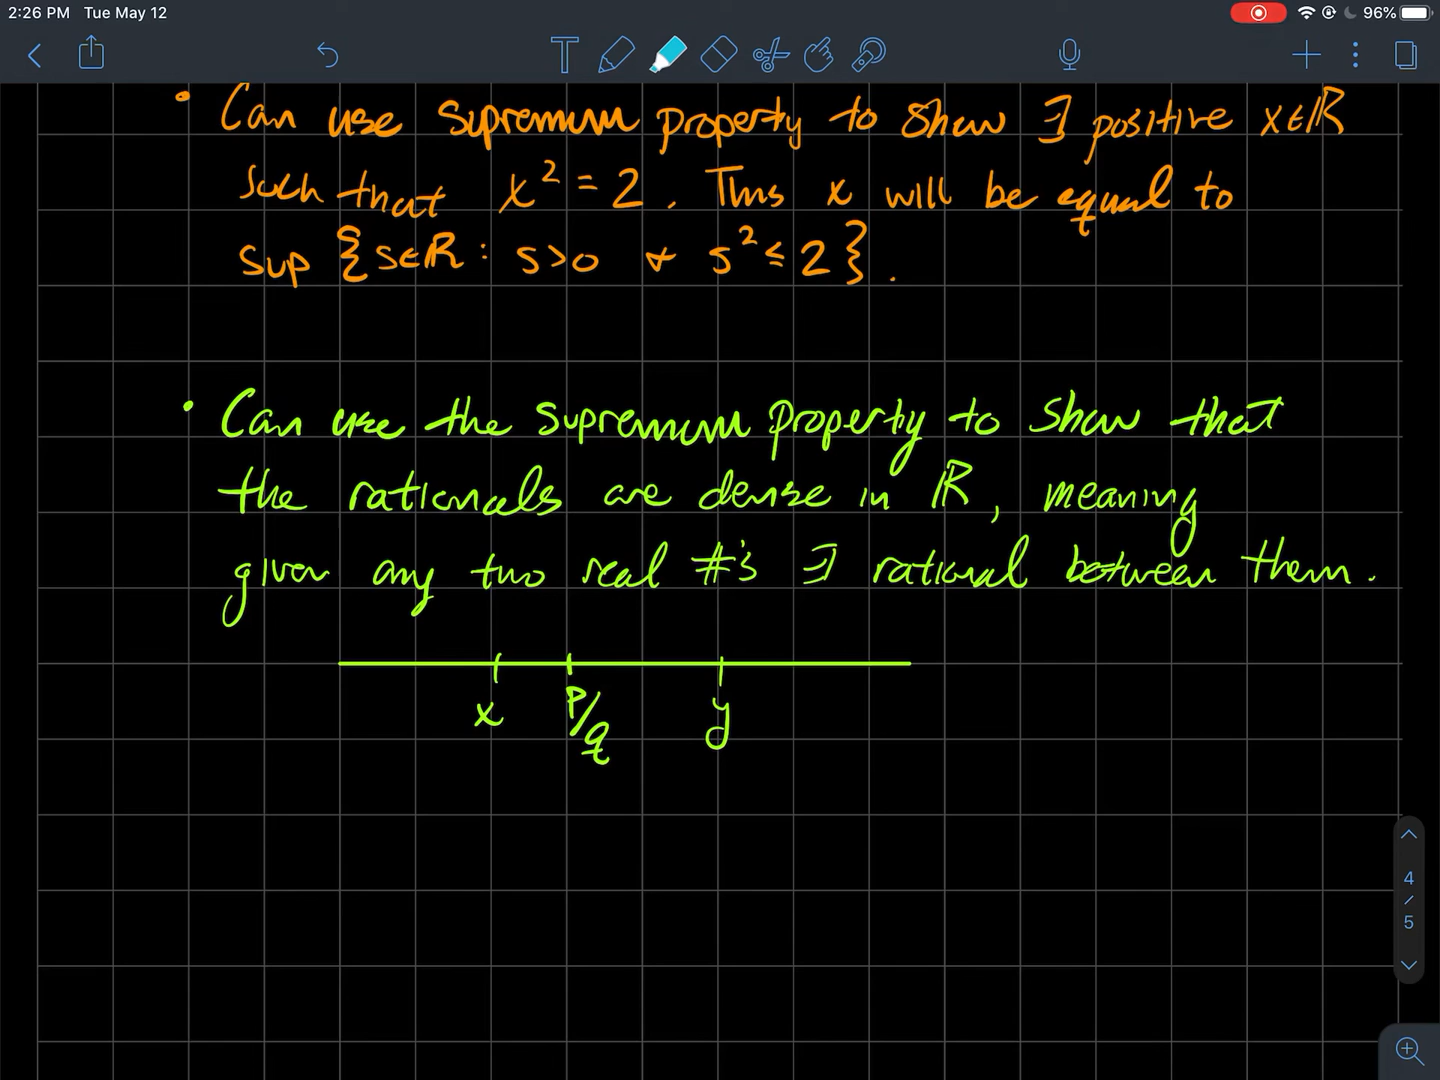 2:26 PM Tue May 12
96%
• Can use supremum property to show ∃ positive x∈ℝ
such that x² = 2. This x will be equal to
sup {s∈ℝ : s>0 & s² ≤ 2}.
• Can use the supremum property to show that
the rationals are dense in ℝ, meaning
given any two real #'s ∃ rational between them.
x p/q y
4
/
5